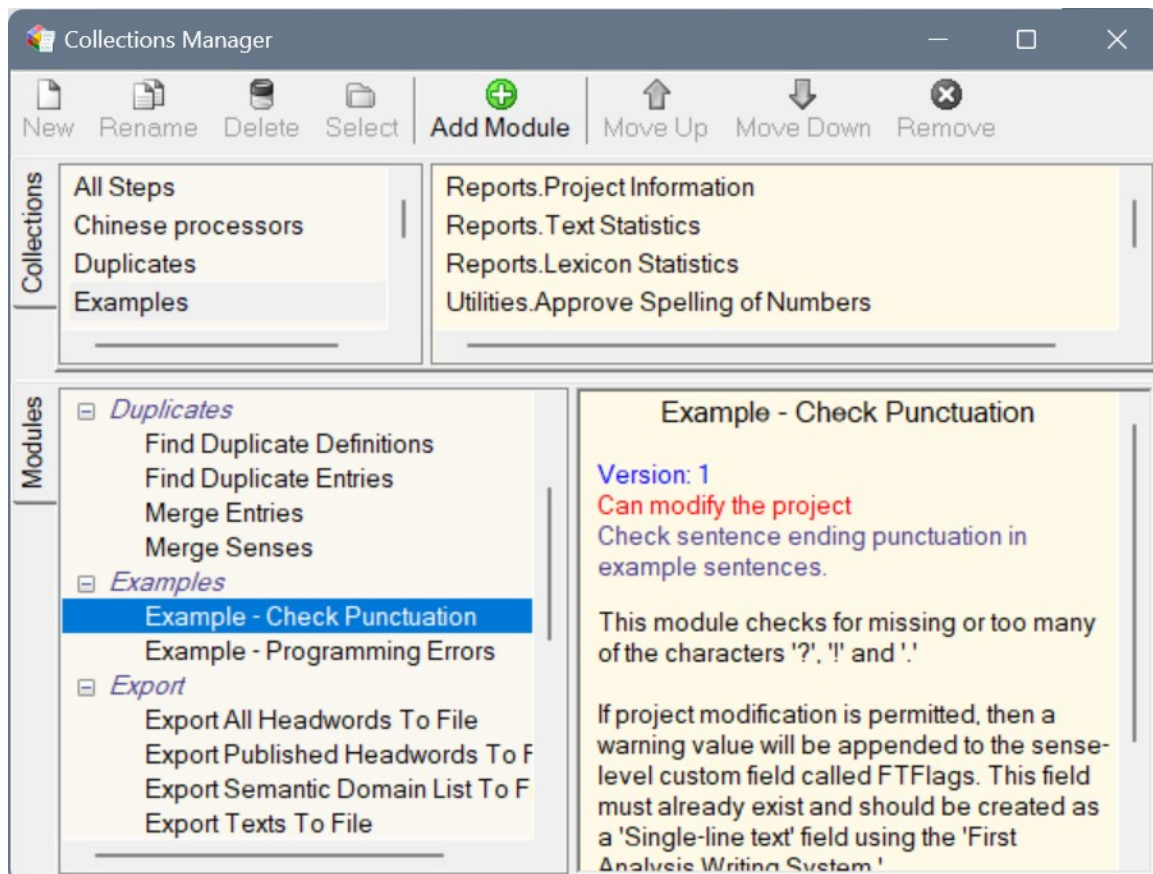 Collections Manager
New Rename Delete Select Add Module Move Up Move Down Remove
Collections
All Steps
Chinese processors
Duplicates
Examples
Reports.Project Information
Reports.Text Statistics
Reports.Lexicon Statistics
Utilities.Approve Spelling of Numbers
Modules
Duplicates
Find Duplicate Definitions
Find Duplicate Entries
Merge Entries
Merge Senses
Examples
Example - Check Punctuation
Example - Programming Errors
Export
Export All Headwords To File
Export Published Headwords To F
Export Semantic Domain List To F
Export Texts To File
Example - Check Punctuation
Version: 1
Can modify the project
Check sentence ending punctuation in
example sentences.
This module checks for missing or too many
of the characters '?', '!' and '.'
If project modification is permitted, then a
warning value will be appended to the sense-
level custom field called FTFlags. This field
must already exist and should be created as
a 'Single-line text' field using the 'First
Analysis Writing System.'